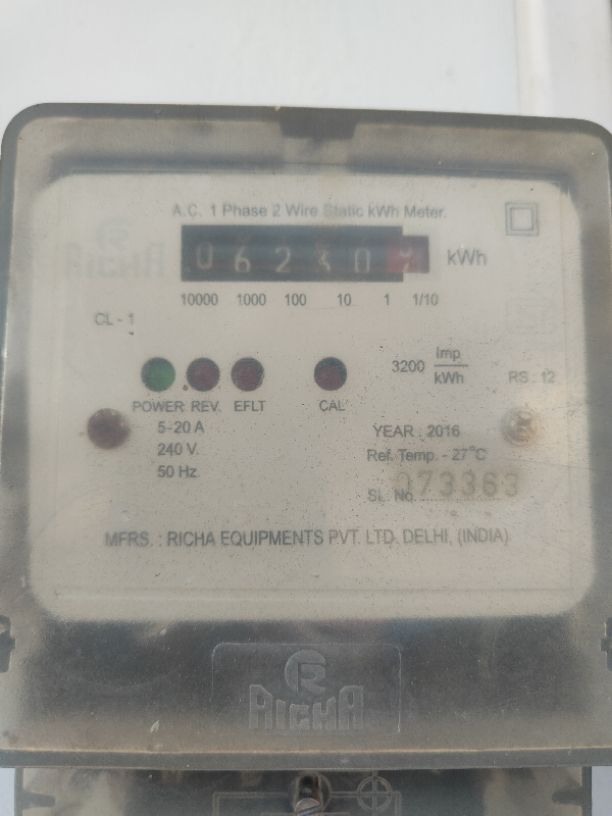 A.C. 1 Phase 2 Wire Static kWh Meter.
RICHA
kWh
10000 1000 100 10 1 1/10
CL - 1
3200 Imp/kWh
RS : 12
POWER REV. EFLT CAL
5-20 A
YEAR : 2016
240 V.
Ref. Temp. - 27°C
50 Hz.
SL. No. 073363
MFRS. : RICHA EQUIPMENTS PVT. LTD. DELHI, (INDIA)
RICHA